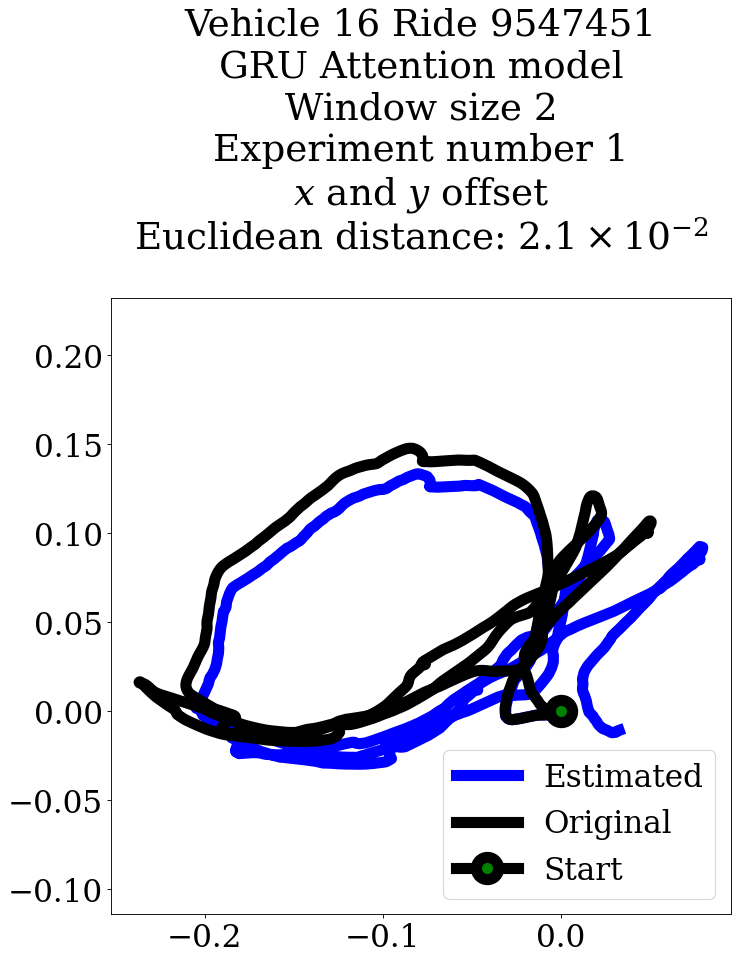 Vehicle 16 Ride 9547451
GRU Attention model
Window size 2
Experiment number 1
x and y offset
Euclidean distance: 2.1 × 10⁻²
0.20
0.15
0.10
0.05
0.00
−0.05
−0.10
−0.2 −0.1 0.0
Estimated
Original
Start